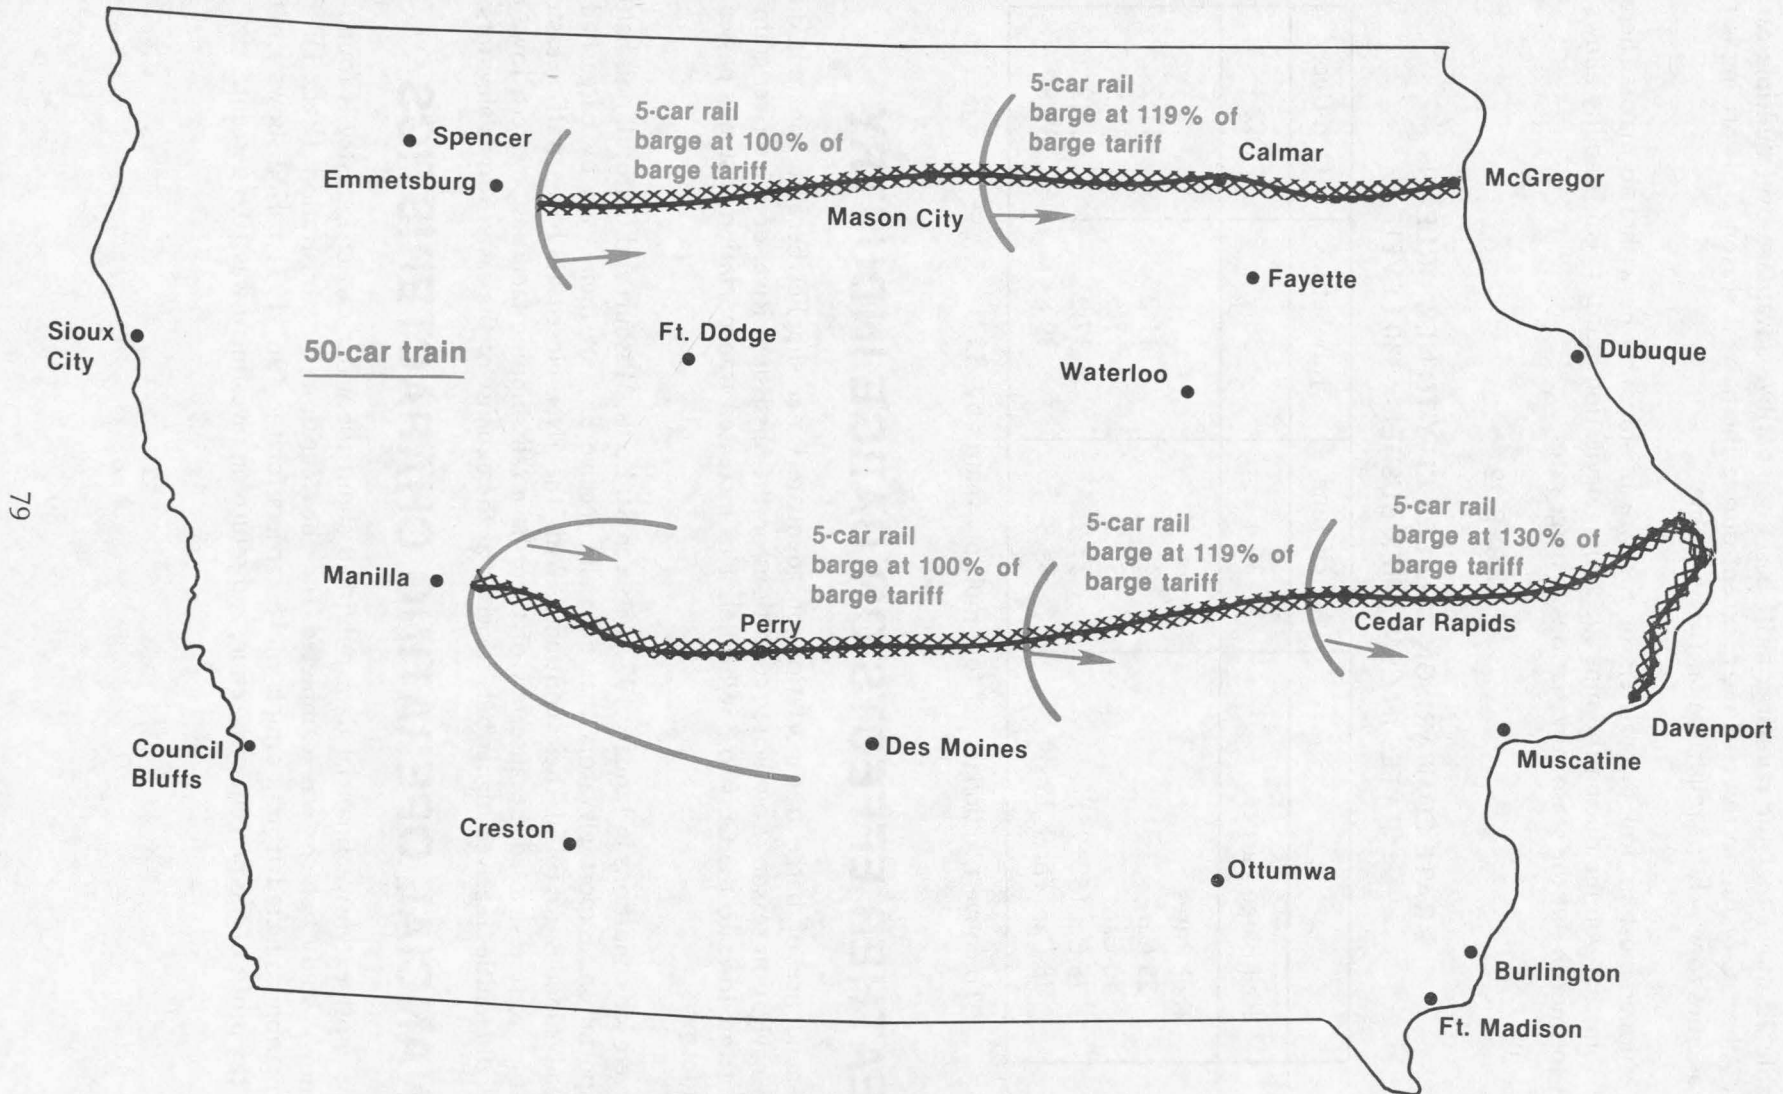 5-car rail
barge at 100% of
barge tariff
5-car rail
barge at 119% of
barge tariff
Spencer
Emmetsburg
Calmar
McGregor
Mason City
Fayette
Sioux
City
50-car train
Ft. Dodge
Waterloo
Dubuque
79
Manilla
5-car rail
barge at 100% of
barge tariff
5-car rail
barge at 119% of
barge tariff
5-car rail
barge at 130% of
barge tariff
Perry
Cedar Rapids
Council
Bluffs
Des Moines
Muscatine
Davenport
Creston
Ottumwa
Burlington
Ft. Madison